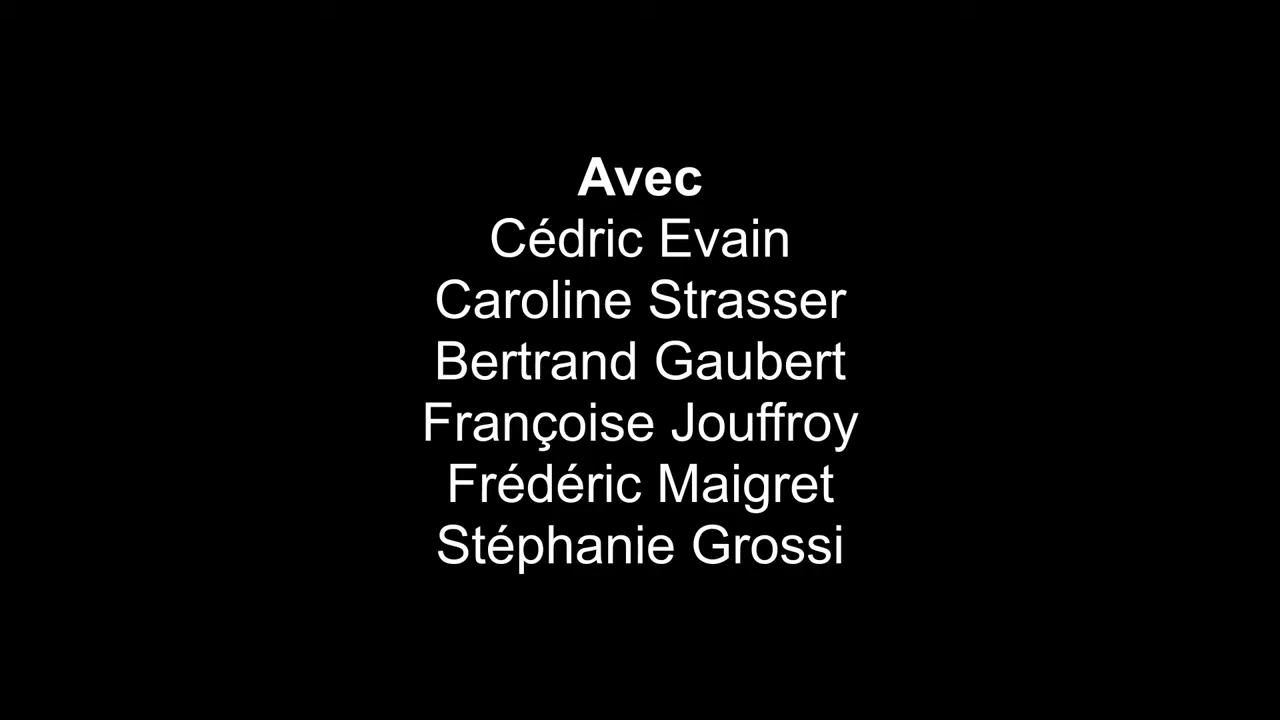 Avec
Cédric Evain
Caroline Strasser
Bertrand Gaubert
Françoise Jouffroy
Frédéric Maigret
Stéphanie Grossi